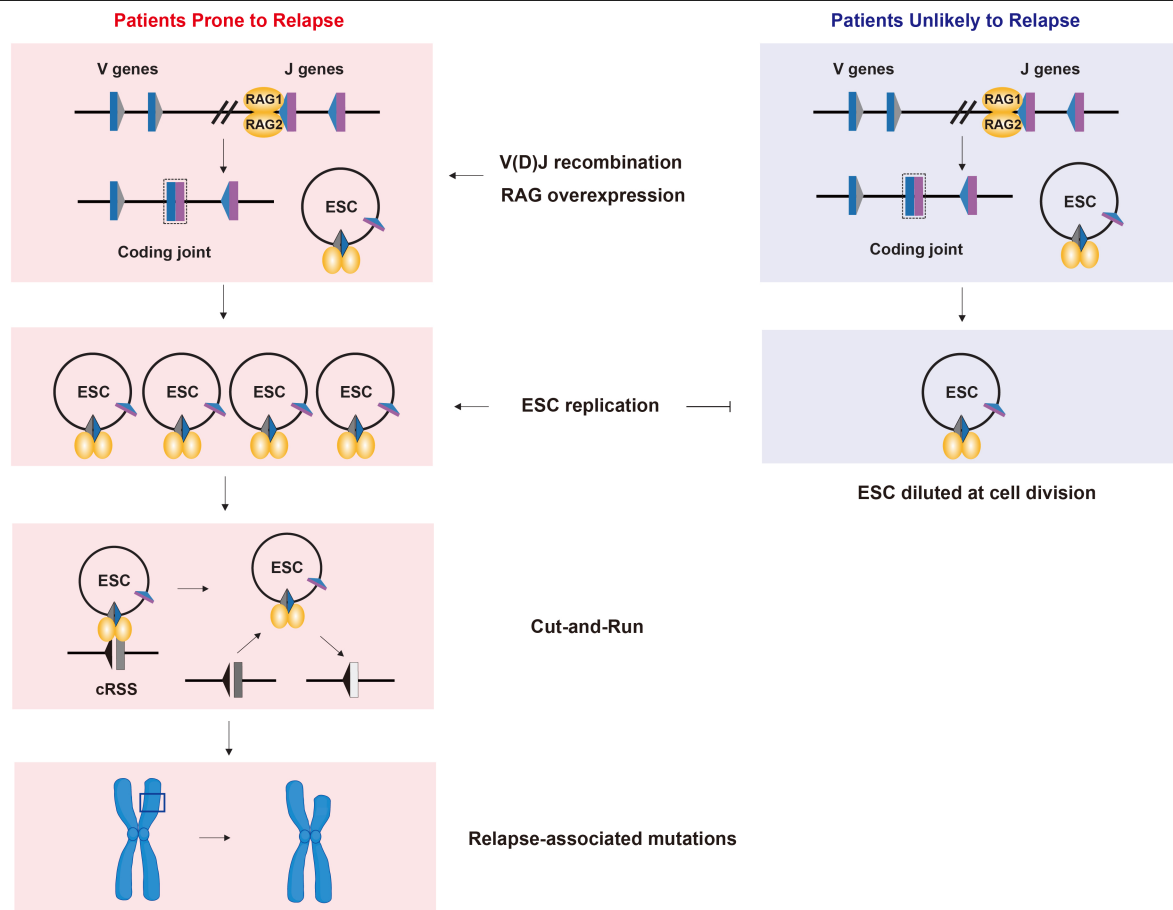 Patients Prone to Relapse
Patients Unlikely to Relapse
V genes
J genes
RAG1
RAG2
ESC
Coding joint
V(D)J recombination
RAG overexpression
V genes
J genes
RAG1
RAG2
ESC
Coding joint
ESC
ESC
ESC
ESC
ESC replication
ESC
ESC diluted at cell division
ESC
ESC
cRSS
Cut-and-Run
Relapse-associated mutations